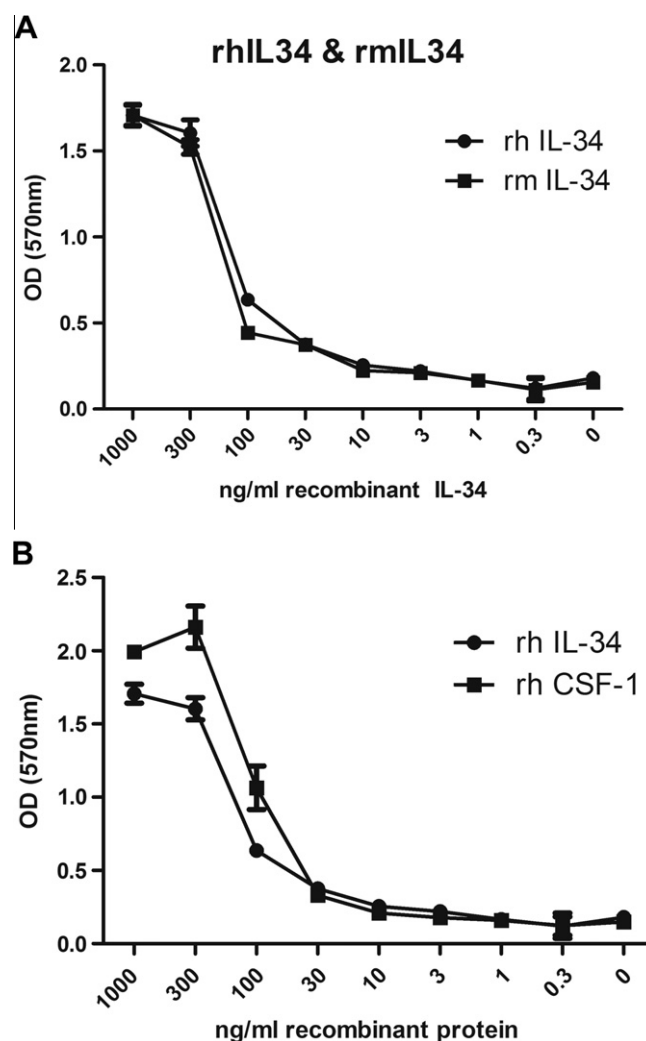 A
rhIL34 & rmIL34
2.0
1.5
1.0
0.5
0.0
OD (570nm)
rh IL-34
rm IL-34
1000 300 100 30 10 3 1 0.3 0
ng/ml recombinant IL-34
B
2.5
2.0
1.5
1.0
0.5
0.0
OD (570nm)
rh IL-34
rh CSF-1
1000 300 100 30 10 3 1 0.3 0
ng/ml recombinant protein